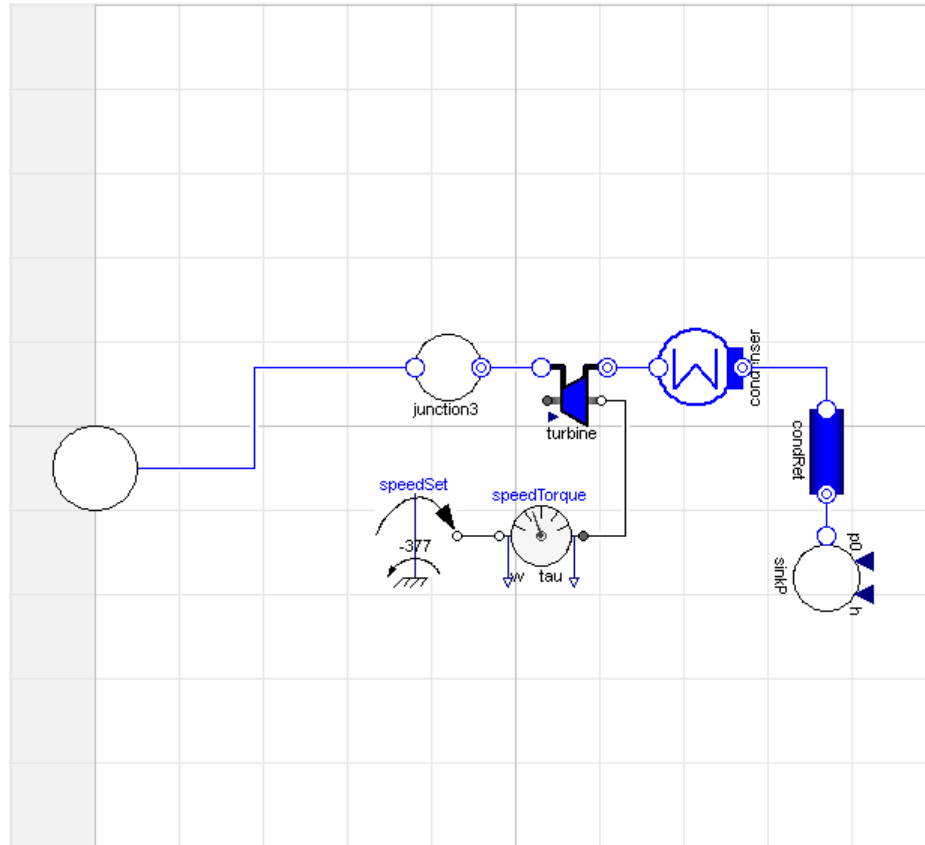 condenser
junction3
turbine
condRet
speedSet
speedTorque
-377
w
tau
p0
sinkP
h